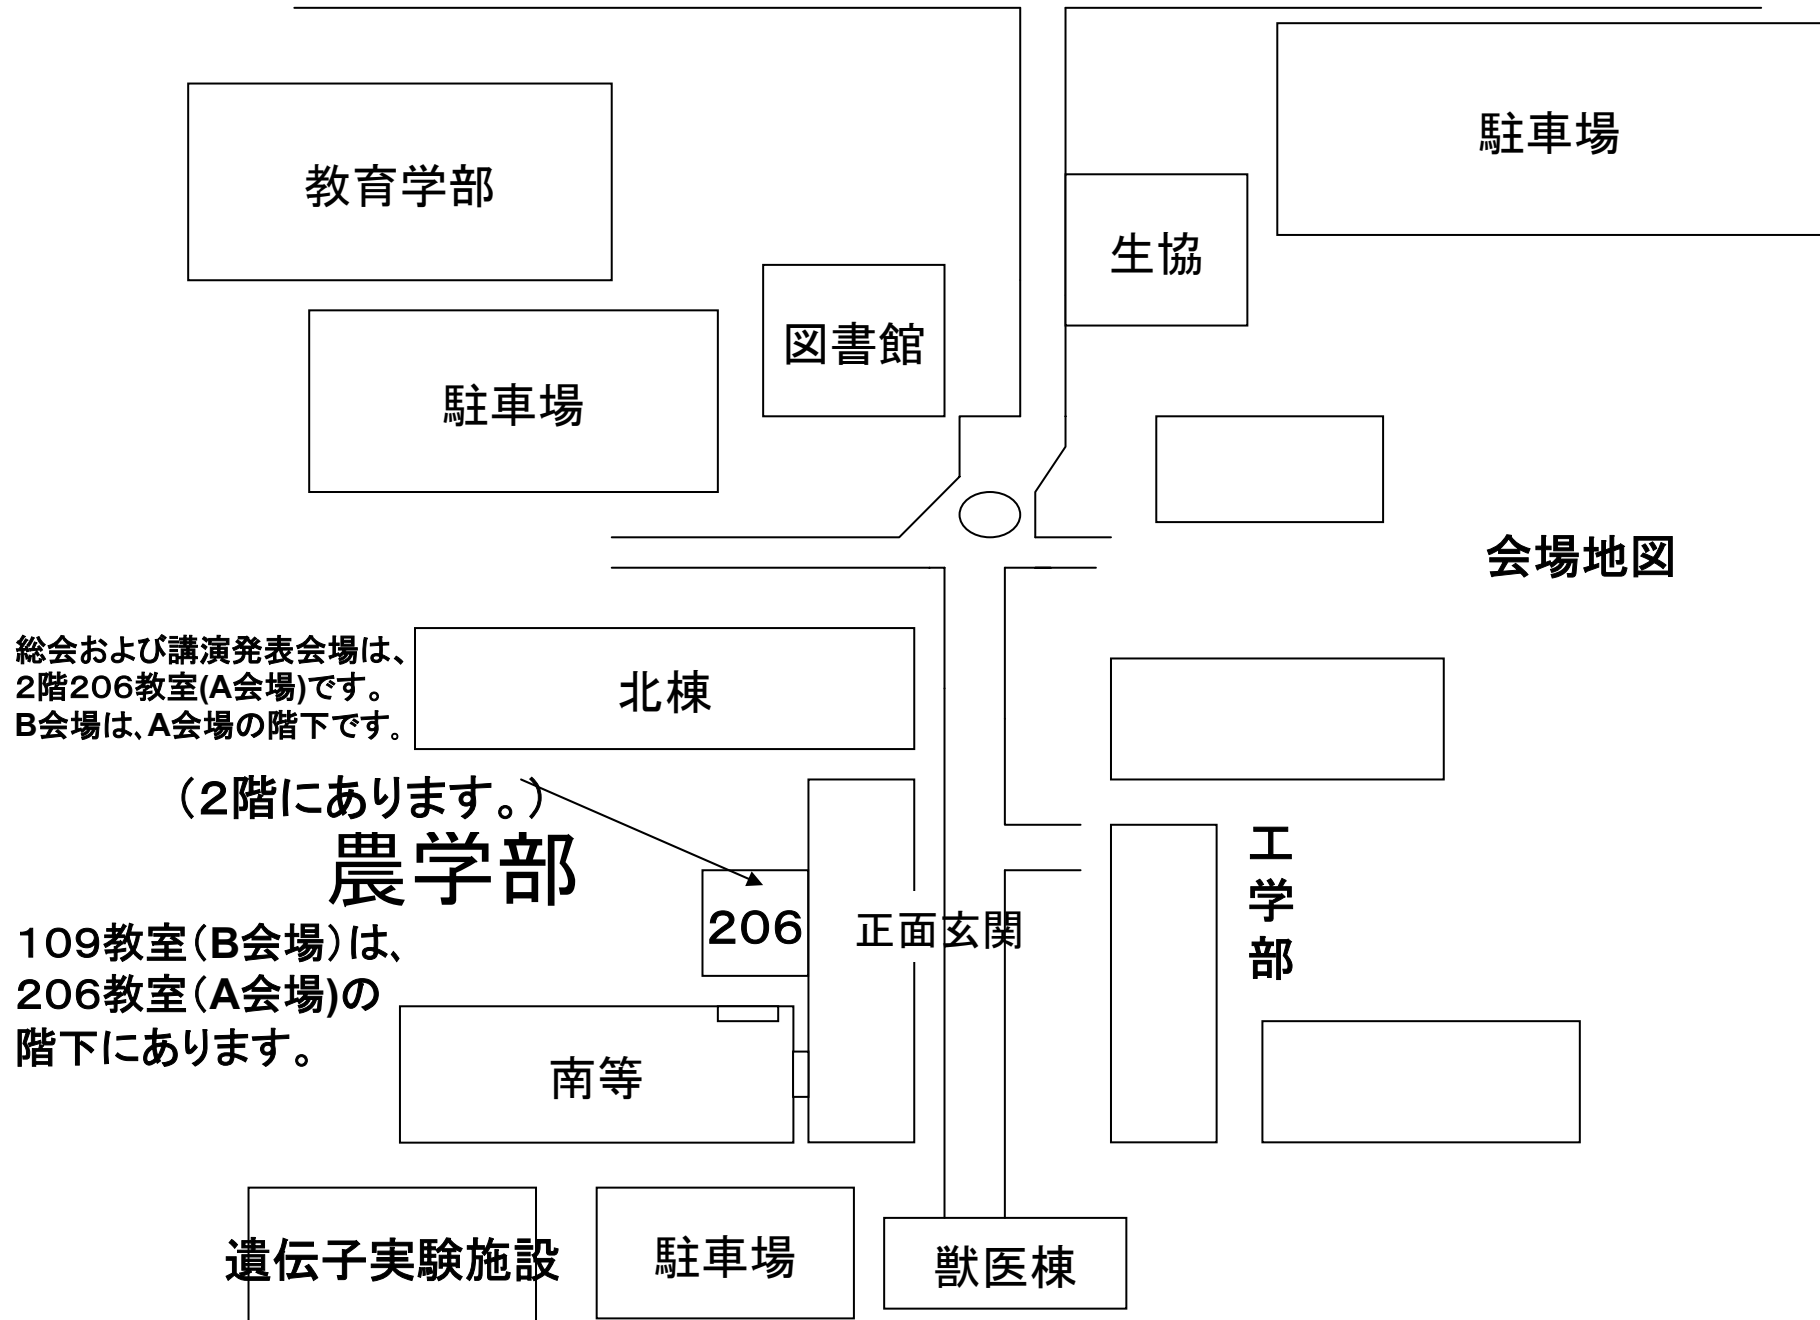 駐車場
教育学部
生協
図書館
駐車場
会場地図
総会および講演発表会場は、
2階206教室(A会場)です。
B会場は、A会場の階下です。
北棟
（2階にあります。）
農学部
工学部
206
正面玄関
109教室（B会場）は、
206教室（A会場)の
階下にあります。
南等
遺伝子実験施設
駐車場
獣医棟